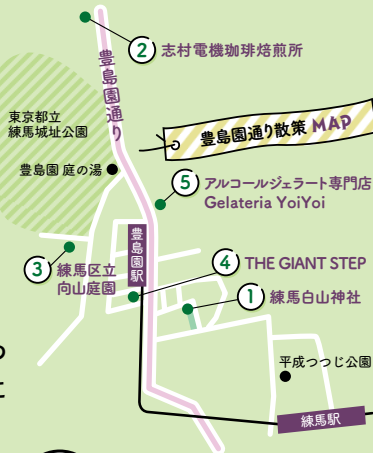 ② 志村電機珈琲焙煎所
豊島園通り
東京都立
練馬城址公園
豊島園通り散策 MAP
豊島園 庭の湯
⑤ アルコールジェラート専門店
Gelateria YoiYoi
豊島園駅
④ THE GIANT STEP
③ 練馬区立
向山庭園
① 練馬白山神社
平成つつじ公園
練馬駅